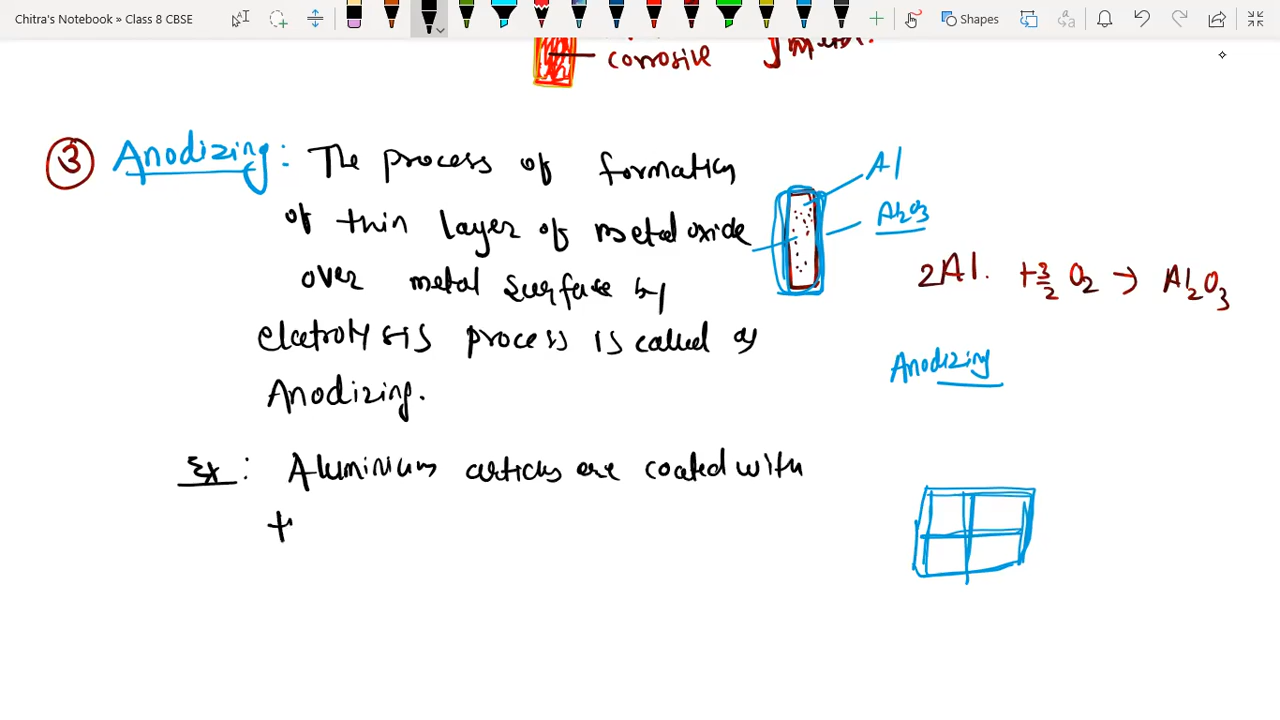 Chitra's Notebook » Class 8 CBSE
Shapes
corrosive
③ Anodizing : The process of formation
of thin layer of metal oxide
over metal surface by
electrolysis process is called as
Anodizing.
Al
Al2O3
2Al. + 3/2 O2 → Al2O3
Anodizing
Ex : Aluminium articles are coated with